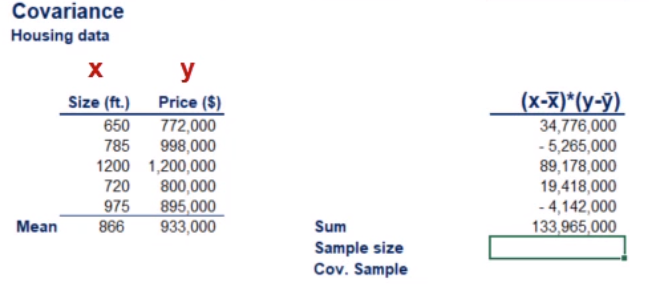 Covariance
Housing data
x y
Size (ft.) Price ($) (x-x̅)*(y-ȳ)
650 772,000 34,776,000
785 998,000 - 5,265,000
1200 1,200,000 89,178,000
720 800,000 19,418,000
975 895,000 - 4,142,000
Mean 866 933,000 Sum 133,965,000
Sample size
Cov. Sample